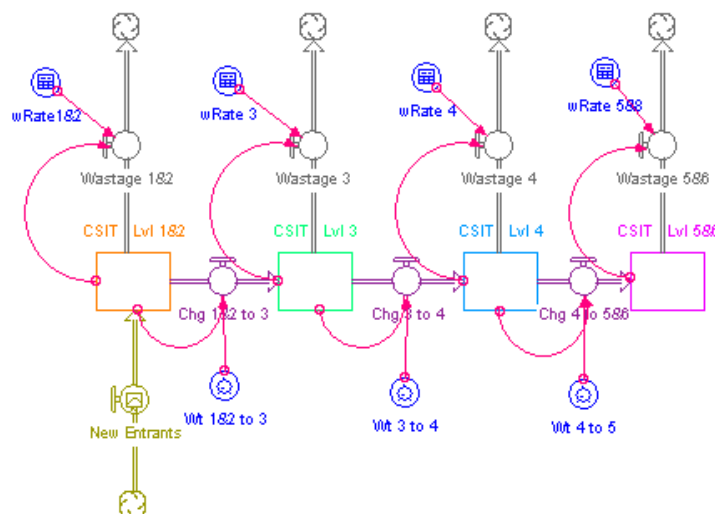 wRate1&2
wRate 3
wRate 4
wRate 5&8
Wastage 1&2
Wastage 3
Wastage 4
Wastage 5&6
CSIT Lvl 1&2
CSIT Lvl 3
CSIT Lvl 4
CSIT Lvl 5&6
Chg 1&2 to 3
Chg 3 to 4
Chg 4 to 5&6
Wt 1&2 to 3
Wt 3 to 4
Wt 4 to 5
New Entrants